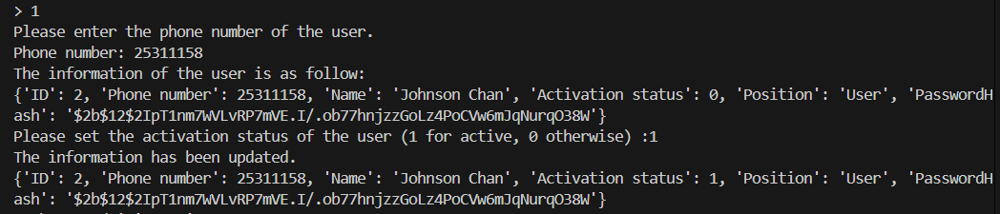 > 1
Please enter the phone number of the user.
Phone number: 25311158
The information of the user is as follow:
{'ID': 2, 'Phone number': 25311158, 'Name': 'Johnson Chan', 'Activation status': 0, 'Position': 'User', 'PasswordH
ash': '$2b$12$2IpT1nm7WVLvRP7mVE.I/.ob77hnjzzGoLz4PoCVw6mJqNurqO38W'}
Please set the activation status of the user (1 for active, 0 otherwise) :1
The information has been updated.
{'ID': 2, 'Phone number': 25311158, 'Name': 'Johnson Chan', 'Activation status': 1, 'Position': 'User', 'PasswordH
ash': '$2b$12$2IpT1nm7WVLvRP7mVE.I/.ob77hnjzzGoLz4PoCVw6mJqNurqO38W'}